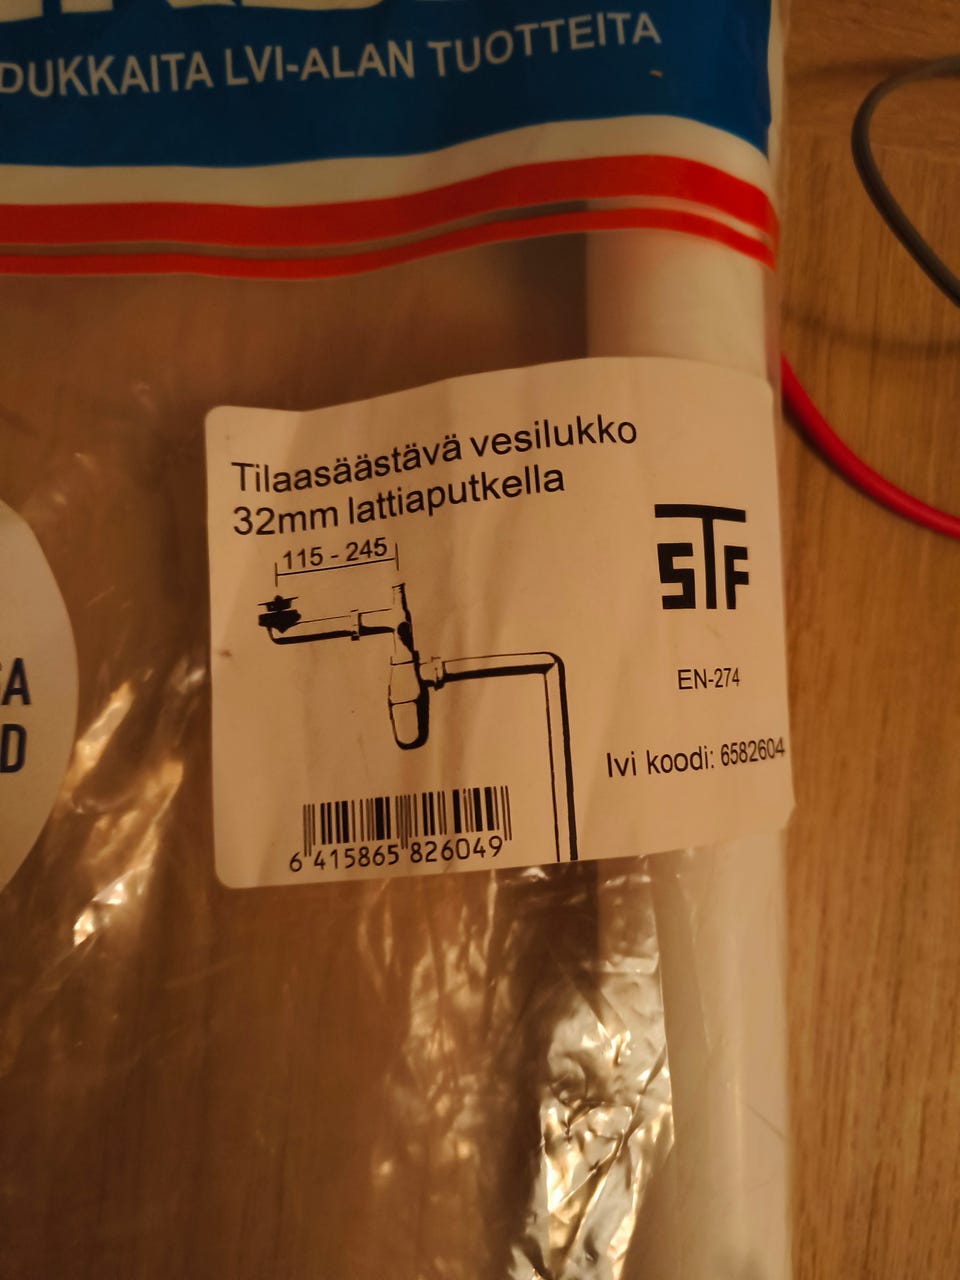 DUKKAITA LVI-ALAN TUOTTEITA
Tilaasäästävä vesilukko
32mm lattiaputkella
115 - 245
STF
EN-274
lvi koodi: 6582604
6 415865 826049